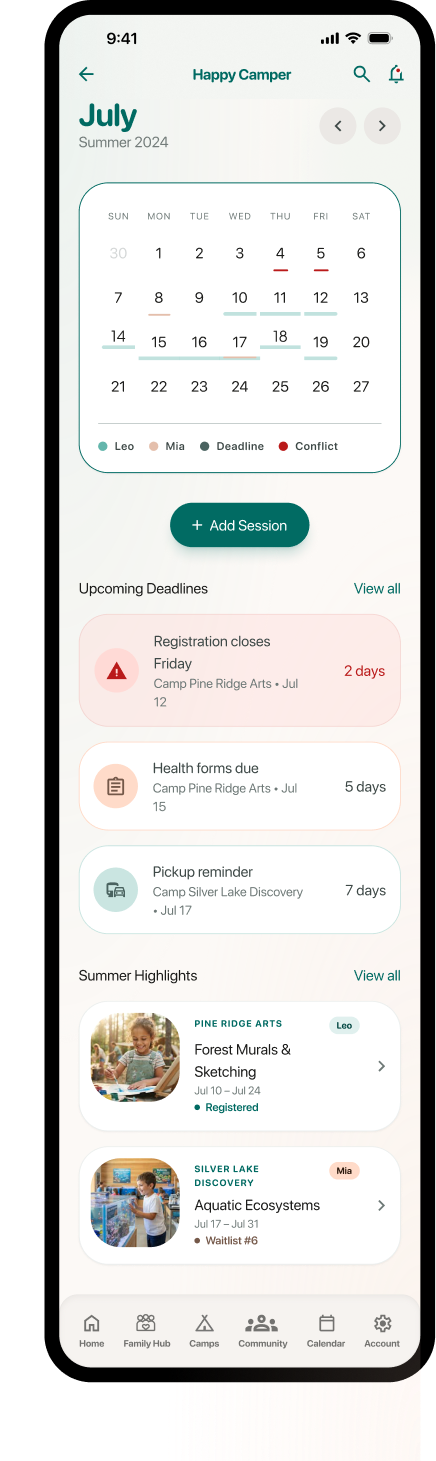 9:41
Happy Camper
July
Summer 2024
SUN MON TUE WED THU FRI SAT
30 1 2 3 4 5 6
7 8 9 10 11 12 13
14 15 16 17 18 19 20
21 22 23 24 25 26 27
Leo Mia Deadline Conflict
+ Add Session
Upcoming Deadlines View all
Registration closes
Friday
Camp Pine Ridge Arts • Jul
12
2 days
Health forms due
Camp Pine Ridge Arts • Jul
15
5 days
Pickup reminder
Camp Silver Lake Discovery
• Jul 17
7 days
Summer Highlights View all
PINE RIDGE ARTS Leo
Forest Murals &
Sketching
Jul 10 – Jul 24
• Registered
SILVER LAKE
DISCOVERY
Mia
Aquatic Ecosystems
Jul 17 – Jul 31
• Waitlist #6
Home Family Hub Camps Community Calendar Account